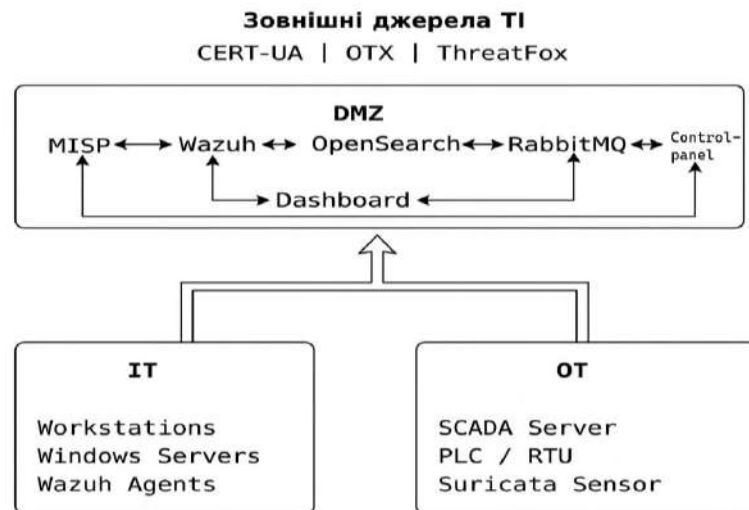 Зовнішні джерела TI
CERT-UA | OTX | ThreatFox
DMZ
MISP Wazuh OpenSearch RabbitMQ Control-
panel
Dashboard
IT
Workstations
Windows Servers
Wazuh Agents
OT
SCADA Server
PLC / RTU
Suricata Sensor